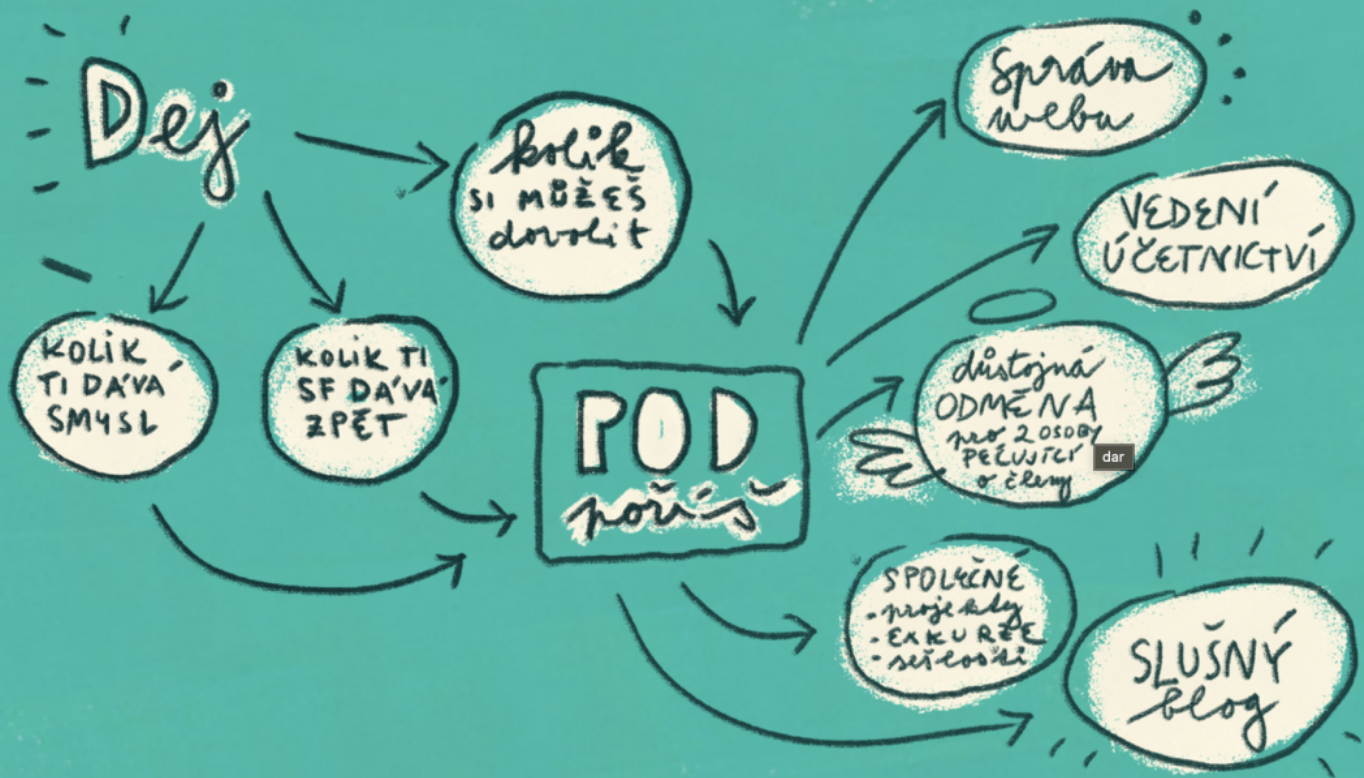 Dej
kolik
SI MŮŽEŠ
dovolit
KOLIK
TI DÁVÁ
SMYSL
KOLIK TI
SF DÁVÁ
ZPĚT
POD
poříš
Správa
webu
VEDENÍ
ÚČETNICTVÍ
důstojná
ODMĚNA
pro 2 OSOBY
PEČUJÍCÍ
o členy
dar
SPOLEČNÉ
• projekty
• EXKURZE
SLUŠNÝ
blog